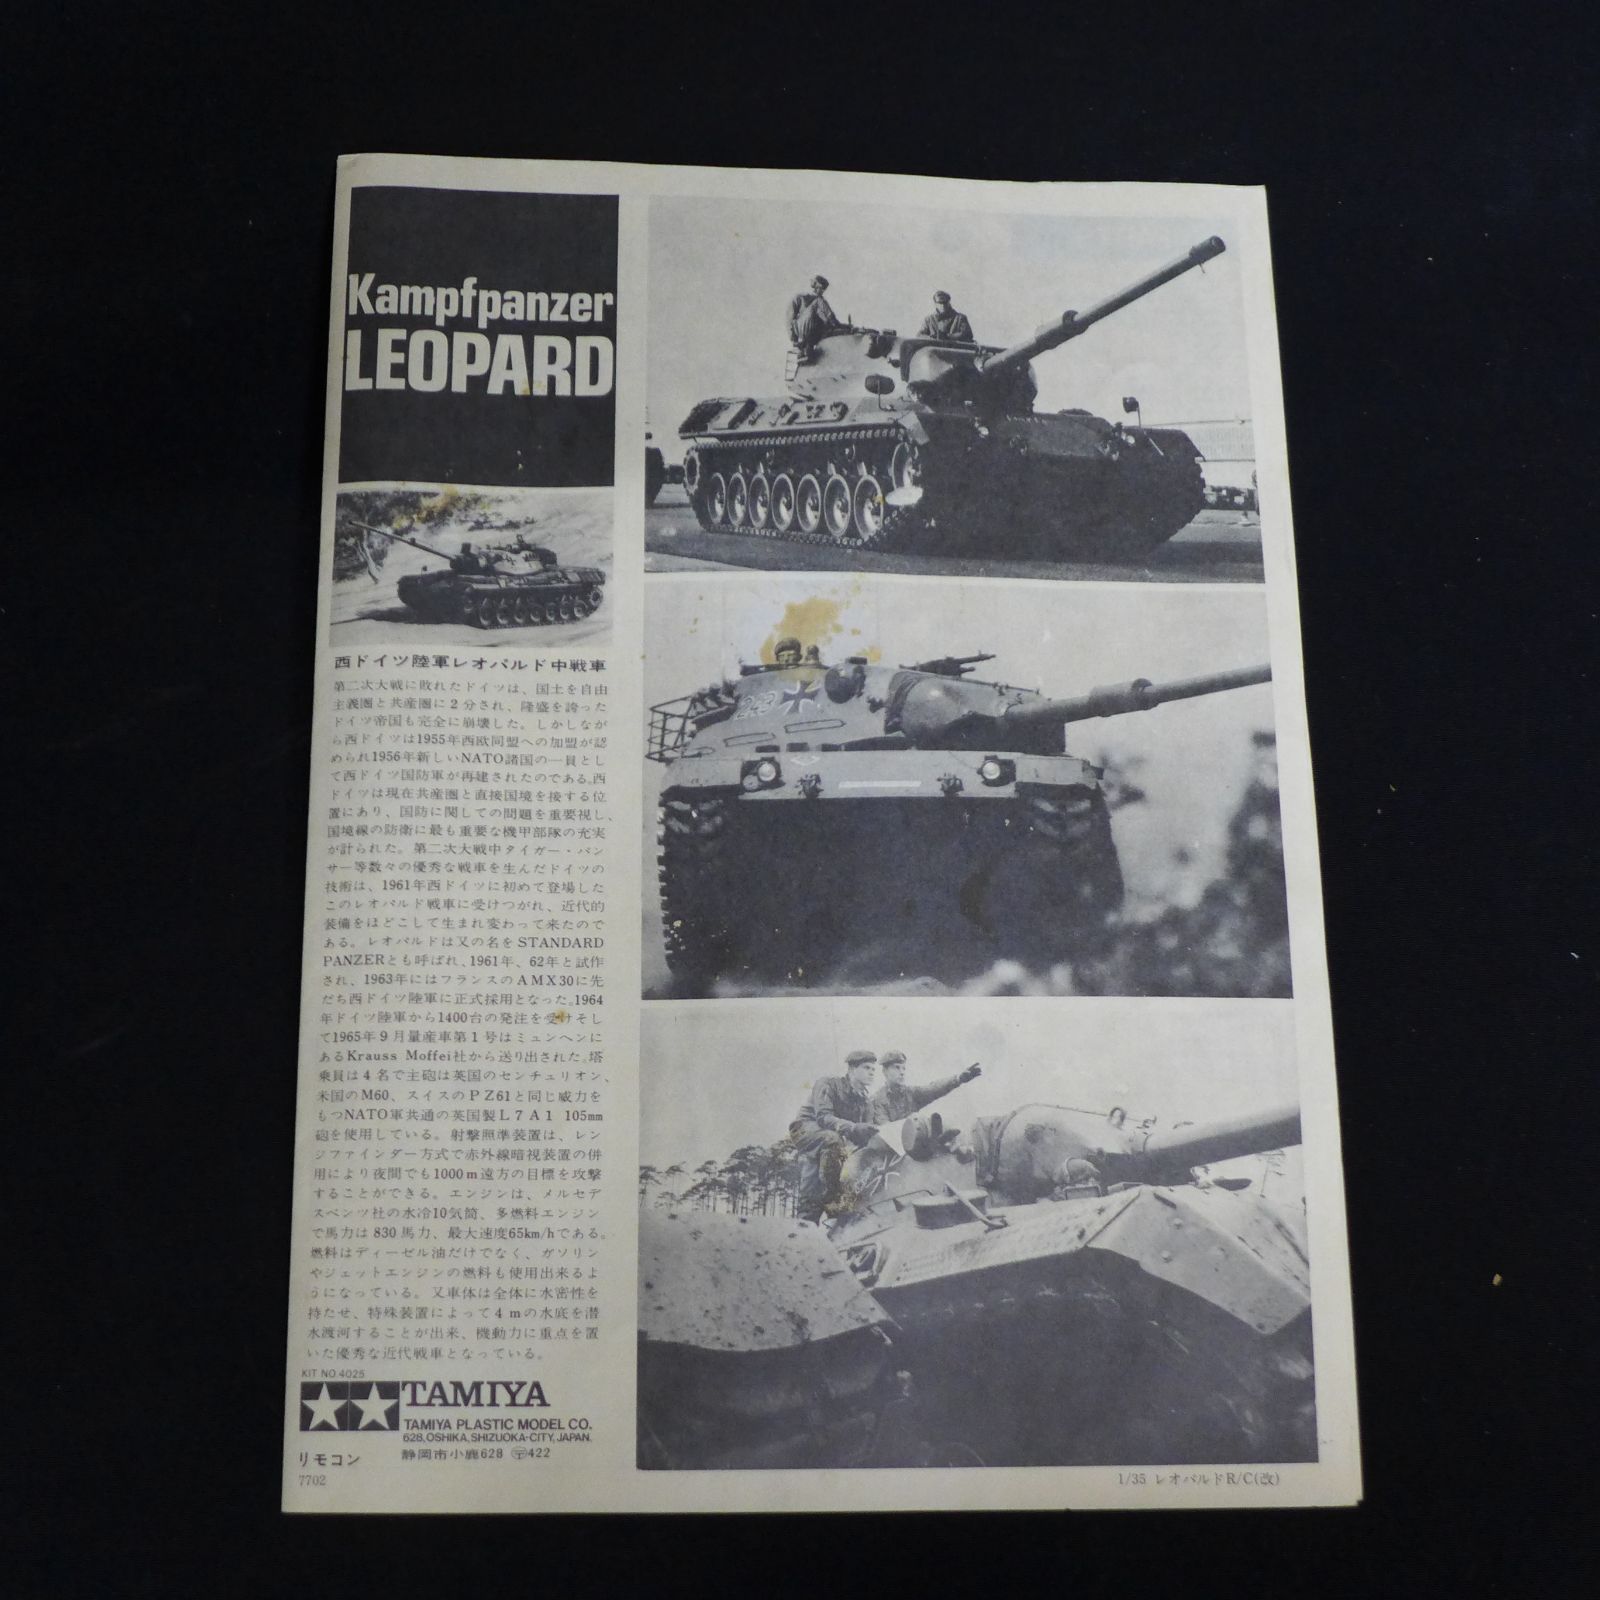 Kampfpanzer
LEOPARD
西ドイツ陸軍レオパルド中戦車
第二次大戦に敗れたドイツは、国土を自由
主義圏と共産圏に2分され、隆盛を誇った
ドイツ帝国も完全に崩壊した。しかしなが
ら西ドイツは1955年西欧同盟への加盟が認
められ1956年新しいNATO諸国の一員とし
て西ドイツ国防軍が再建されたのである。西
ドイツは現在共産圏と直接国境を接する位
置にあり、国防に関しての問題を重要視し、
国境線の防衛に最も重要な機甲部隊の充実
が計られた。第二次大戦中タイガー・パン
サー等数々の優秀な戦車を生んだドイツの
技術は、1961年西ドイツに初めて登場した
このレオパルド戦車に受けつがれ、近代的
装備をほどこして生まれ変わって来たので
ある。レオパルドは又の名をSTANDARD
PANZERとも呼ばれ、1961年、62年と試作
され、1963年にはフランスのAMX30に先
だち西ドイツ陸軍に正式採用となった。1964
年ドイツ陸軍から1400台の発注を受けそし
て1965年9月量産車第1号はミュンヘンに
あるKrauss Moffei社から送り出された。塔
乗員は4名で主砲は英国のセンチュリオン、
米国のM60、スイスのPZ61と同じ威力を
もつNATO軍共通の英国製L7A1 105mm
砲を使用している。射撃照準装置は、レン
ジファインダー方式で赤外線暗視装置の併
用により夜間でも1000m遠方の目標を攻撃
することができる。エンジンは、メルセデ
スベンツ社の水冷10気筒、多燃料エンジン
で馬力は830馬力、最大速度65km/hである。
燃料はディーゼル油だけでなく、ガソリン
やジェットエンジンの燃料も使用出来るよ
うになっている。又車体は全体に水密性を
持たせ、特殊装置によって4mの水底を潜
水渡河することが出来、機動力に重点を置
いた優秀な近代戦車となっている。
KIT NO.4025
TAMIYA
TAMIYA PLASTIC MODEL CO.
628, OSHIKA, SHIZUOKA-CITY, JAPAN.
静岡市小鹿628 〒422
リモコン
7702
1/35 レオパルドR/C(改)